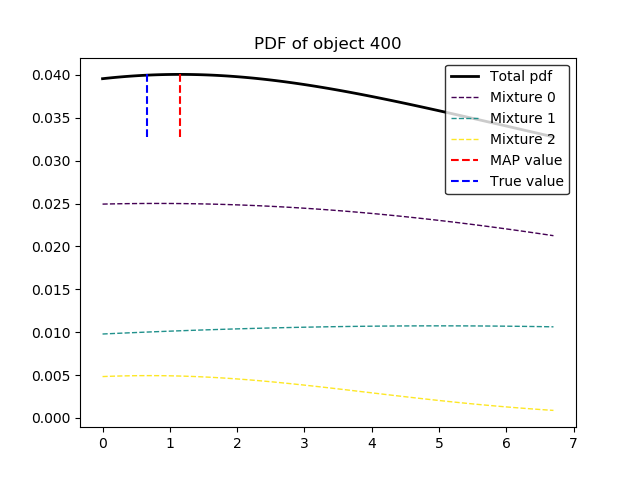 PDF of object 400
0.040
0.035
0.030
0.025
0.020
0.015
0.010
0.005
0.000
0 1 2 3 4 5 6 7
Total pdf
Mixture 0
Mixture 1
Mixture 2
MAP value
True value